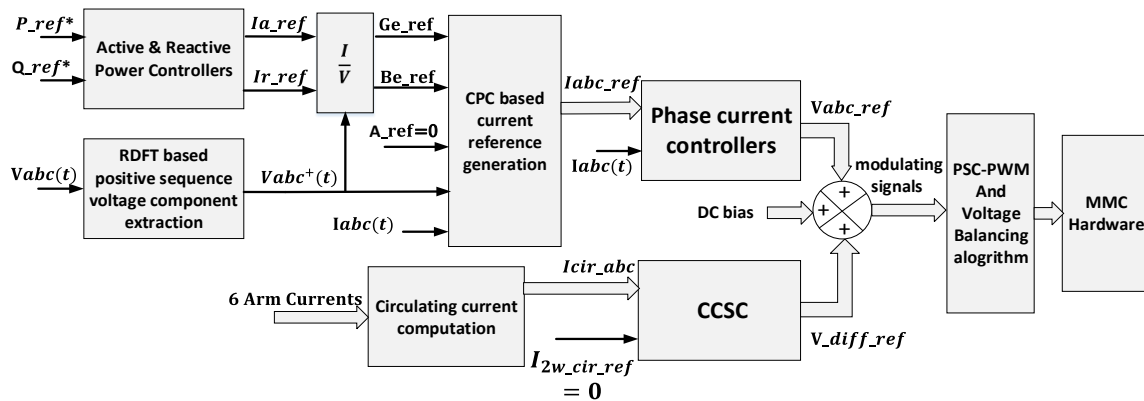 P_ref*
Q_ref*
Active & Reactive
Power Controllers
Ia_ref
Ir_ref
I
V
Ge_ref
Be_ref
A_ref=0
Vabc(t)
RDFT based
positive sequence
voltage component
extraction
Vabc⁺(t)
Iabc(t)
CPC based
current
reference
generation
Iabc_ref
Iabc(t)
Phase current
controllers
Vabc_ref
DC bias
+
+
+
modulating
signals
PSC-PWM
And
Voltage
Balancing
alogrithm
MMC
Hardware
6 Arm Currents
Circulating current
computation
Icir_abc
I2w_cir_ref
= 0
CCSC
V_diff_ref